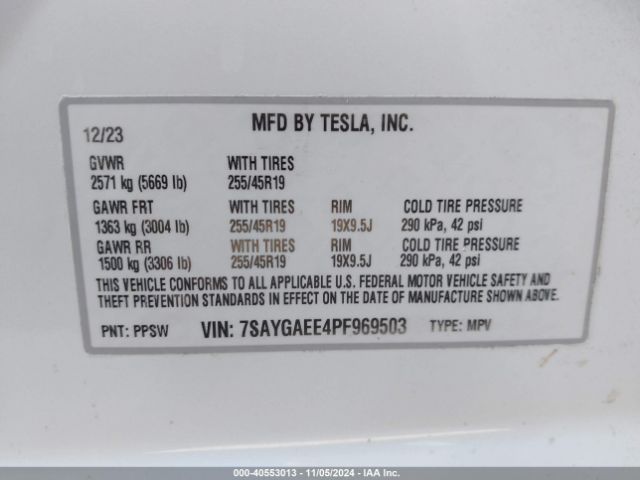 MFD BY TESLA, INC.
12/23
GVWR WITH TIRES
2571 kg (5669 lb) 255/45R19
GAWR FRT WITH TIRES RIM COLD TIRE PRESSURE
1363 kg (3004 lb) 255/45R19 19X9.5J 290 kPa, 42 psi
GAWR RR WITH TIRES RIM COLD TIRE PRESSURE
1500 kg (3306 lb) 255/45R19 19X9.5J 290 kPa, 42 psi
THIS VEHICLE CONFORMS TO ALL APPLICABLE U.S. FEDERAL MOTOR VEHICLE SAFETY AND
THEFT PREVENTION STANDARDS IN EFFECT ON THE DATE OF MANUFACTURE SHOWN ABOVE.
PNT: PPSW VIN: 7SAYGAEE4PF969503 TYPE: MPV
000-40553013 - 11/05/2024 - IAA Inc.